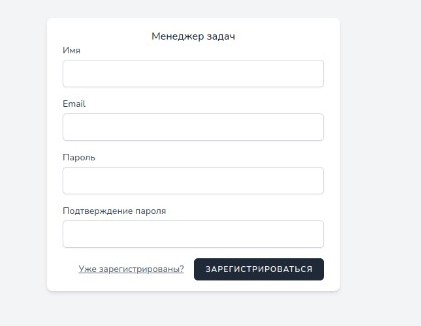 Менеджер задач
Имя
Email
Пароль
Подтверждение пароля
Уже зарегистрированы? ЗАРЕГИСТРИРОВАТЬСЯ